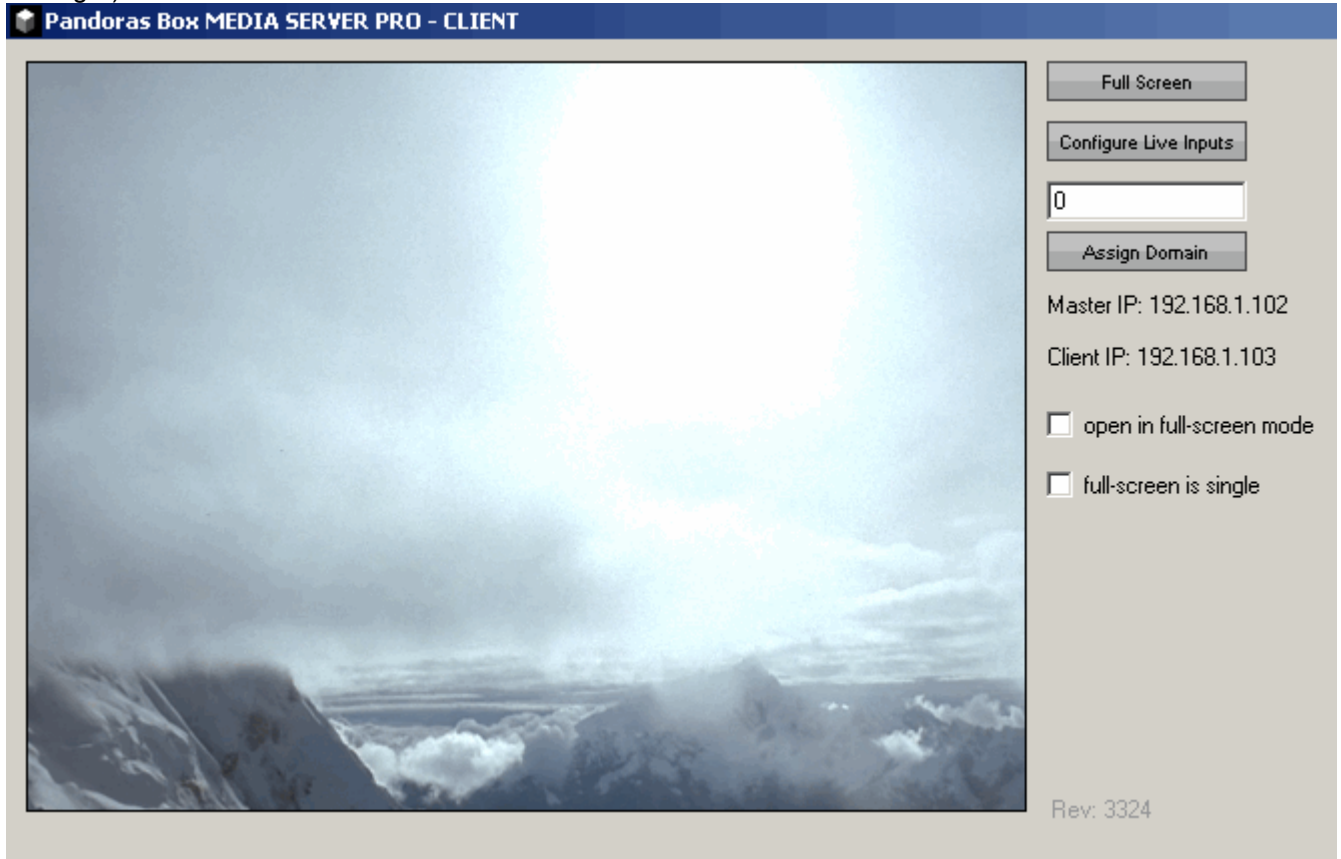 Pandoras Box MEDIA SERVER PRO - CLIENT
Full Screen
Configure Live Inputs
0
Assign Domain
Master IP: 192.168.1.102
Client IP: 192.168.1.103
open in full-screen mode
full-screen is single
Rev: 3324